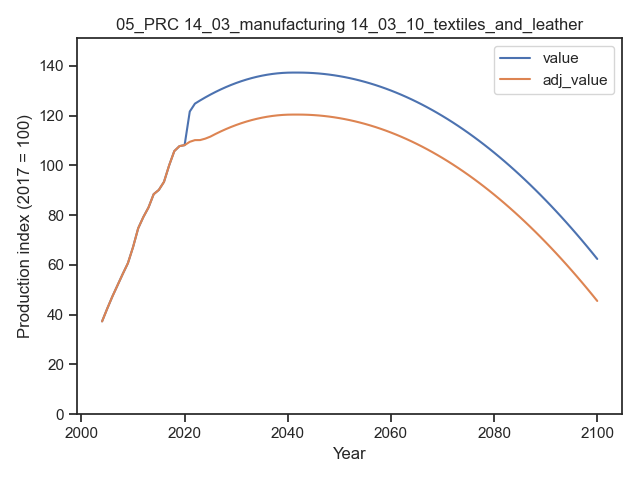 05_PRC 14_03_manufacturing 14_03_10_textiles_and_leather
value
adj_value
Production index (2017 = 100)
140
120
100
80
60
40
20
0
2000 2020 2040 2060 2080 2100
Year